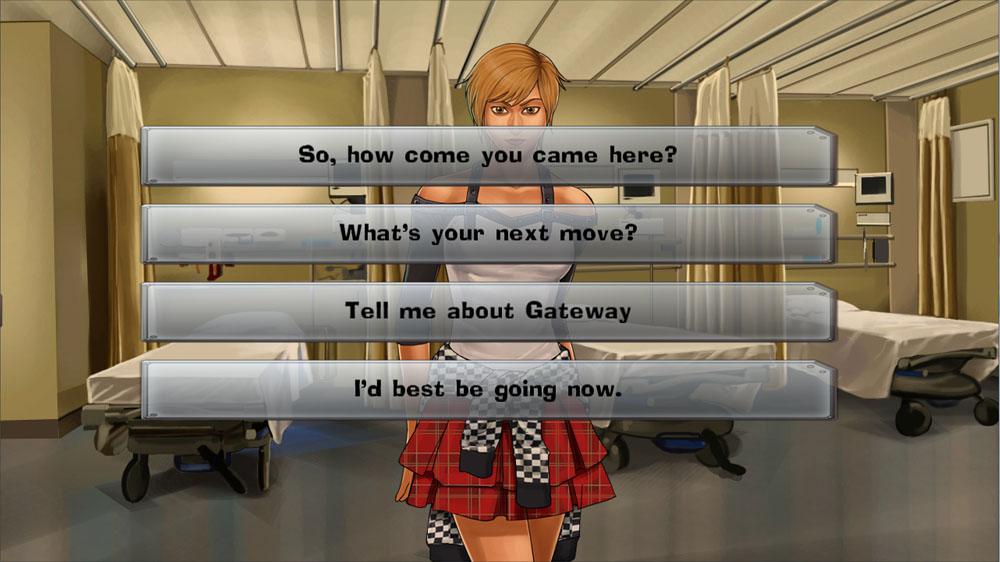 So, how come you came here?
What's your next move?
Tell me about Gateway
I'd best be going now.